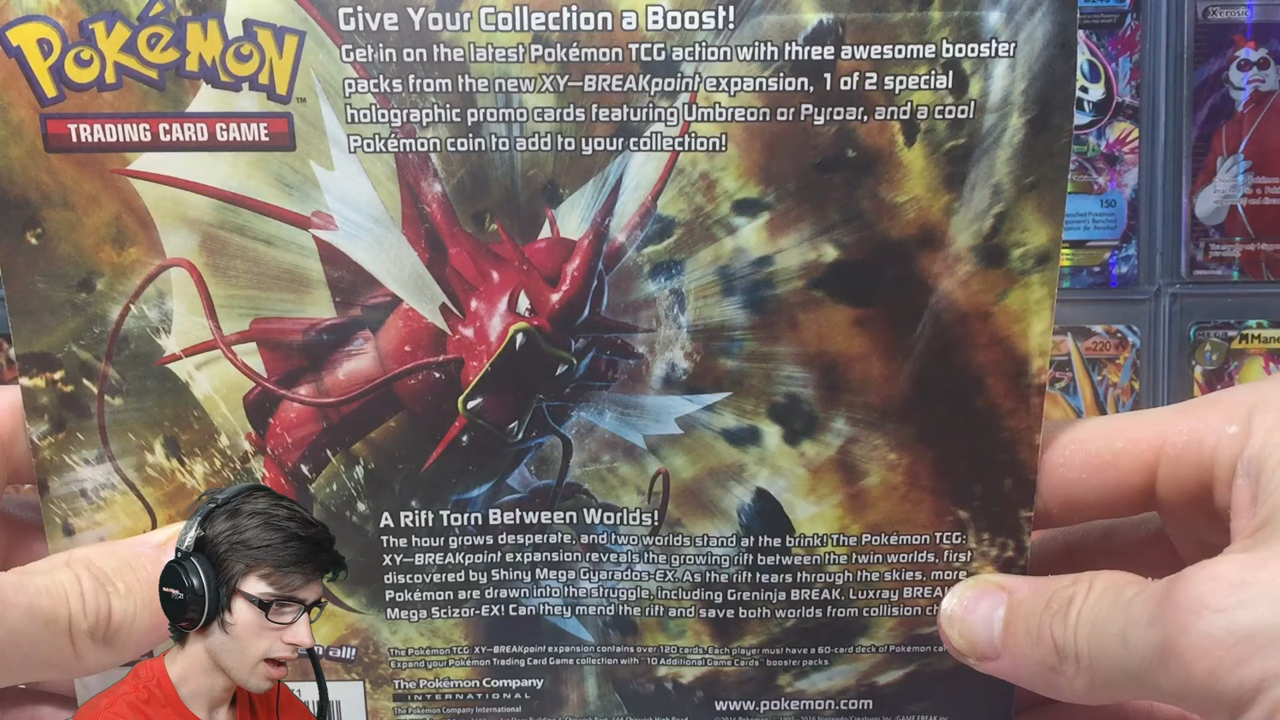 POKéMON
TM
TRADING CARD GAME
Give Your Collection a Boost!
Get in on the latest Pokémon TCG action with three awesome booster
packs from the new XY—BREAKpoint expansion, 1 of 2 special
holographic promo cards featuring Umbreon or Pyroar, and a cool
Pokémon coin to add to your collection!
Xerosic
150
220
MMane
A Rift Torn Between Worlds!
The hour grows desperate, and two worlds stand at the brink! The Pokémon TCG:
XY—BREAKpoint expansion reveals the growing rift between the twin worlds, first
discovered by Shiny Mega Gyarados-EX. As the rift tears through the skies, more
Pokémon are drawn into the struggle, including Greninja BREAK, Luxray BREA
Mega Scizor-EX! Can they mend the rift and save both worlds from collision
all!
The Pokémon TCG: XY—BREAKpoint expansion contains over 120 cards. Each player must have a 60-card deck of Pokémon
Expand your Pokémon Trading Card Game collection with "10 Additional Game Cards" booster packs.
The Pokémon Company
INTERNATIONAL
The Pokémon Company International
www.pokemon.com